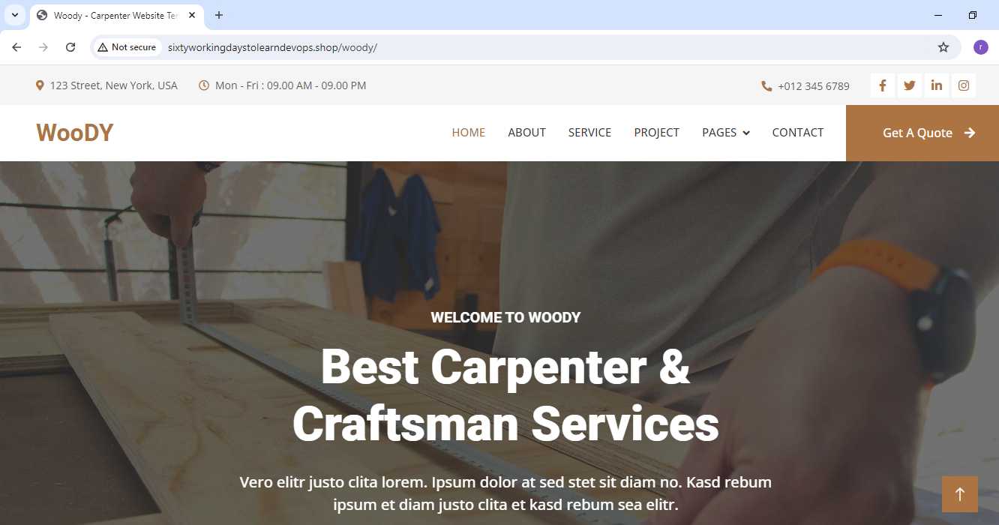 Woody - Carpenter Website Ter
Not secure
sixtyworkingdaystolearndevops.shop/woody/
r
123 Street, New York, USA
Mon - Fri : 09.00 AM - 09.00 PM
+012 345 6789
WooDY
HOME
ABOUT
SERVICE
PROJECT
PAGES
CONTACT
Get A Quote
WELCOME TO WOODY
Best Carpenter &
Craftsman Services
Vero elitr justo clita lorem. Ipsum dolor at sed stet sit diam no. Kasd rebum
ipsum et diam justo clita et kasd rebum sea elitr.